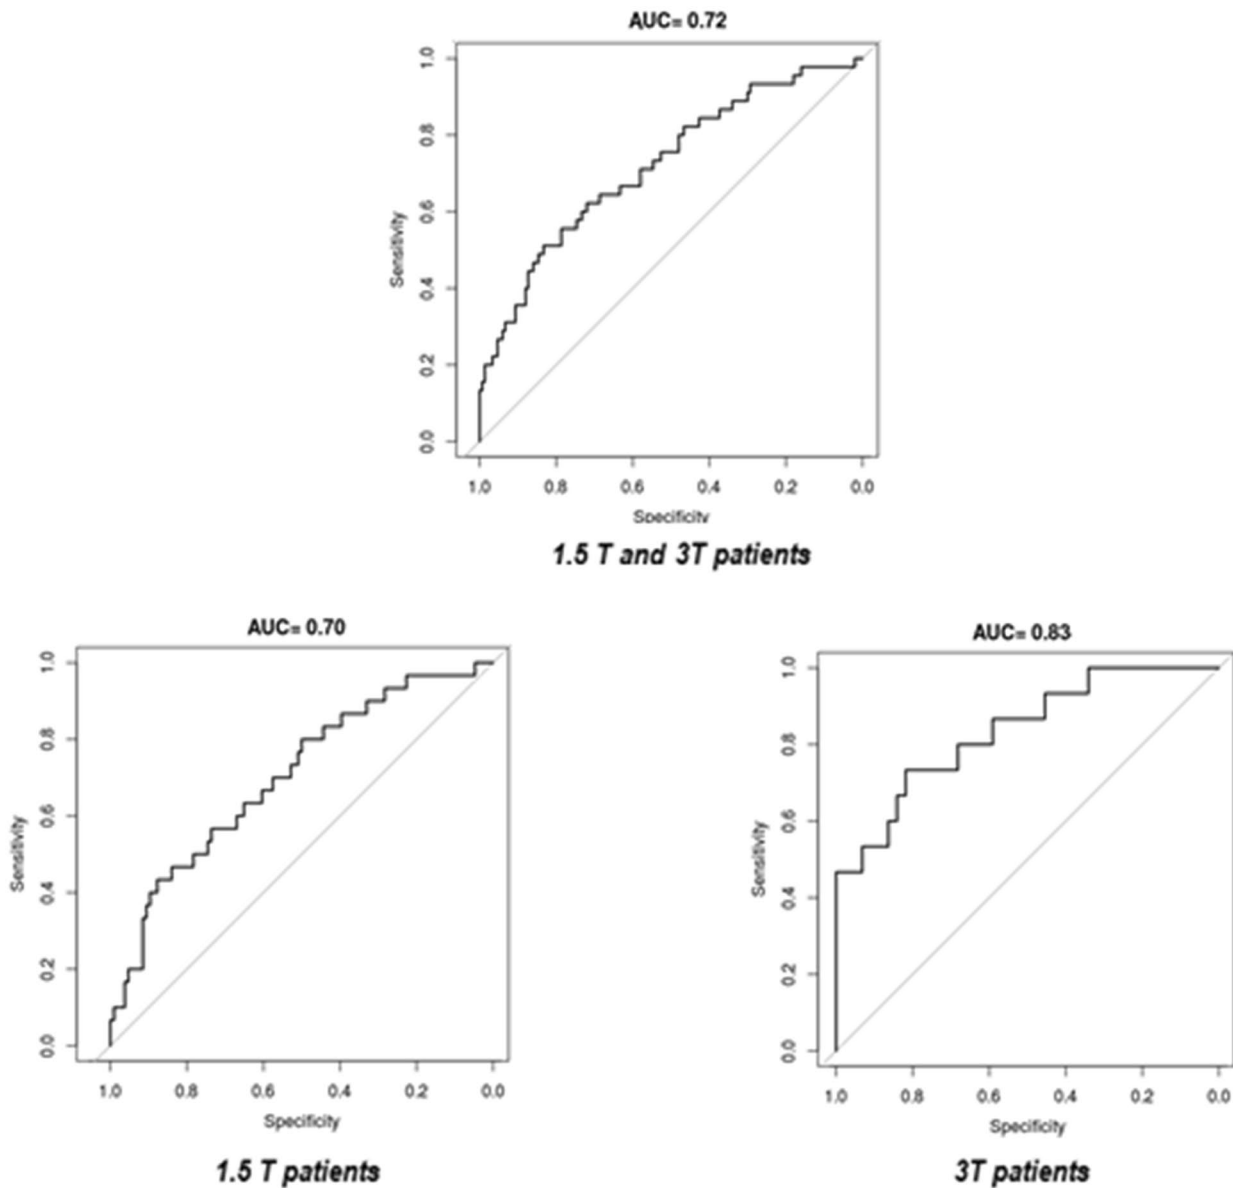 AUC= 0.72
1.0
0.8
0.6
0.4
0.2
0.0
Sensitivity
1.0 0.8 0.6 0.4 0.2 0.0
Specificity
1.5 T and 3T patients
AUC= 0.70
1.0
0.8
0.6
0.4
0.2
0.0
Sensitivity
1.0 0.8 0.6 0.4 0.2 0.0
Specificity
1.5 T patients
AUC= 0.83
1.0
0.8
0.6
0.4
0.2
0.0
Sensitivity
1.0 0.8 0.6 0.4 0.2 0.0
Specificity
3T patients